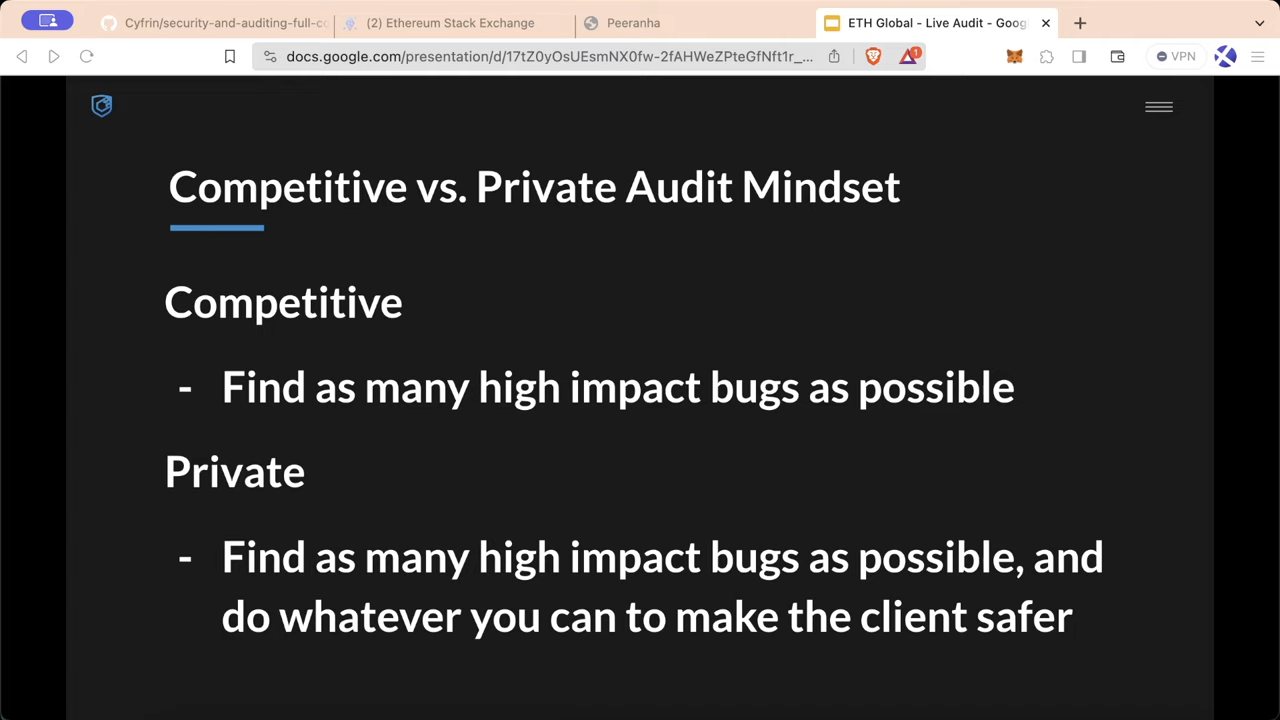 Cyfrin/security-and-auditing-full-co
(2) Ethereum Stack Exchange
Peeranha
ETH Global - Live Audit - Goog
docs.google.com/presentation/d/17tZ0yOsUEsmNX0fw-2fAHWeZPteGfNft1r_...
1
VPN
Competitive vs. Private Audit Mindset
Competitive
- Find as many high impact bugs as possible
Private
- Find as many high impact bugs as possible, and
do whatever you can to make the client safer